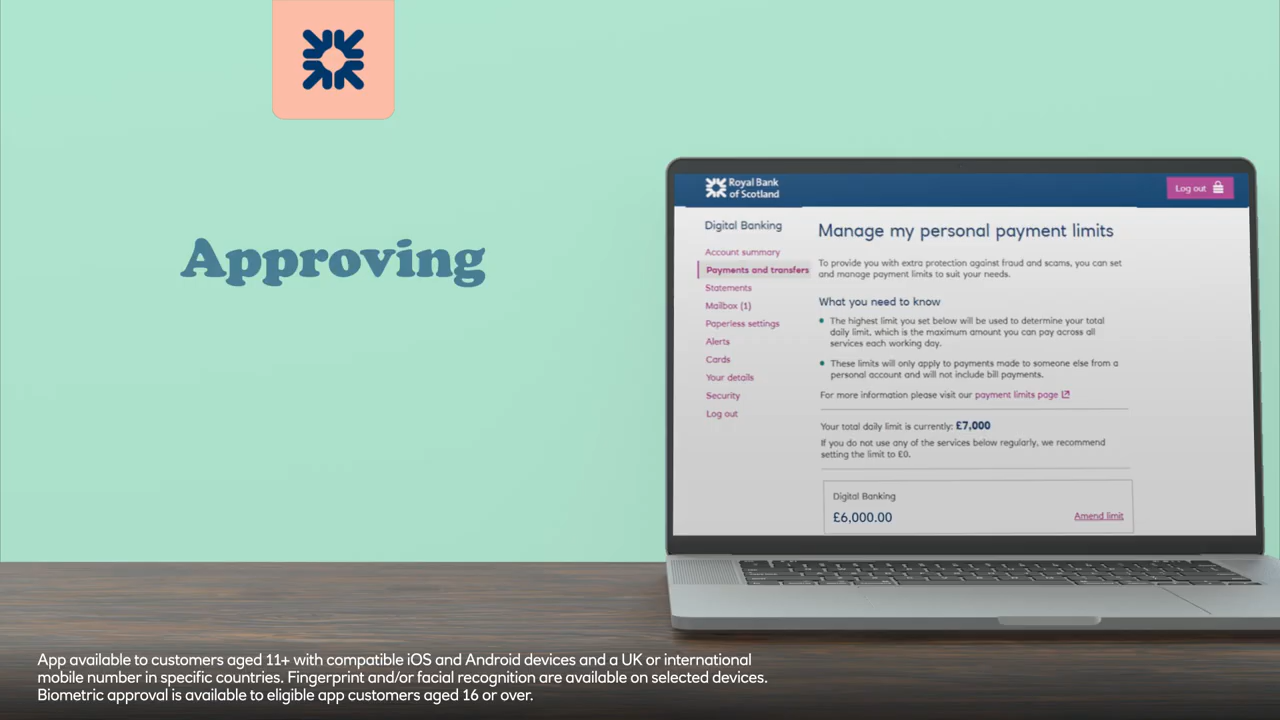 Approving
Royal Bank
of Scotland
Log out
Digital Banking
Account summary
Payments and transfers
Statements
Mailbox (1)
Paperless settings
Alerts
Cards
Your details
Security
Log out
Manage my personal payment limits
To provide you with extra protection against fraud and scams, you can set
and manage payment limits to suit your needs.
What you need to know
The highest limit you set below will be used to determine your total
daily limit, which is the maximum amount you can pay across all
services each working day.
These limits will only apply to payments made to someone else from a
personal account and will not include bill payments.
For more information please visit our payment limits page
Your total daily limit is currently: £7,000
If you do not use any of the services below regularly, we recommend
setting the limit to £0.
Digital Banking
£6,000.00
Amend limit
App available to customers aged 11+ with compatible iOS and Android devices and a UK or international
mobile number in specific countries. Fingerprint and/or facial recognition are available on selected devices.
Biometric approval is available to eligible app customers aged 16 or over.